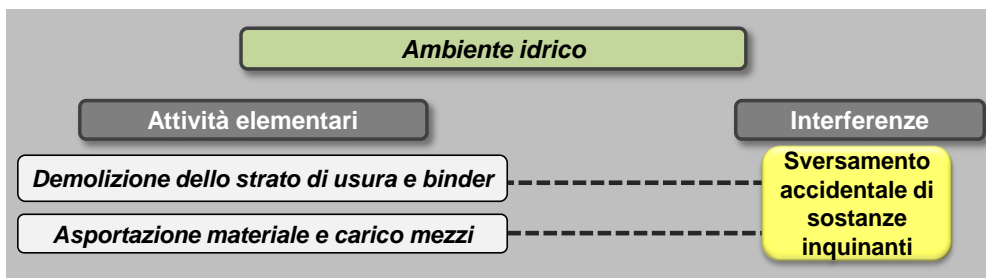 Ambiente idrico
Attività elementari
Interferenze
Demolizione dello strato di usura e binder
Asportazione materiale e carico mezzi
Sversamento
accidentale di
sostanze
inquinanti